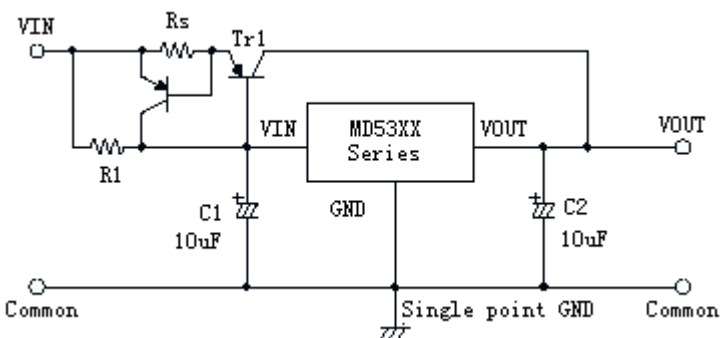 VIN
Rs
Tr1
VIN
MD53XX
Series
VOUT
VOUT
R1
C1
10uF
+
GND
+
C2
10uF
Common
Single point GND
Common